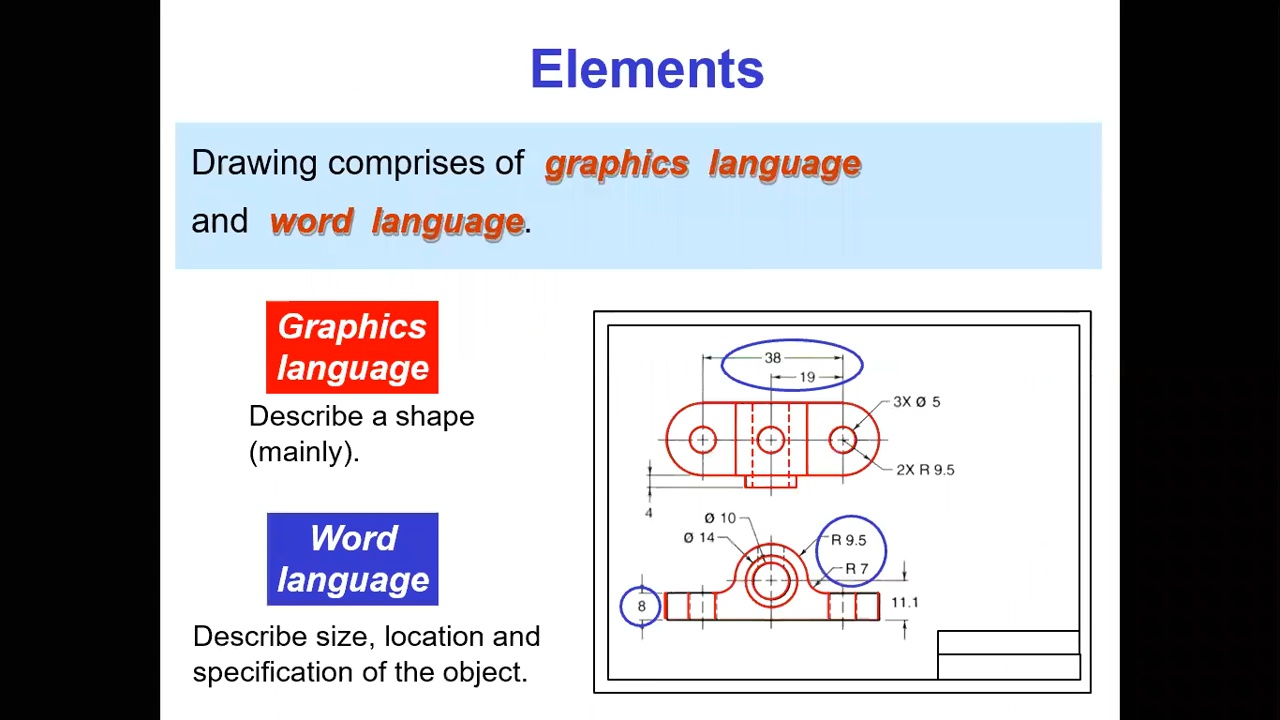 Elements
Drawing comprises of graphics language
and word language.
Graphics
language
Describe a shape
(mainly).
Word
language
Describe size, location and
specification of the object.
38
19
3X Ø 5
2X R 9.5
4
Ø 10
Ø 14
R 9.5
R 7
8
11.1